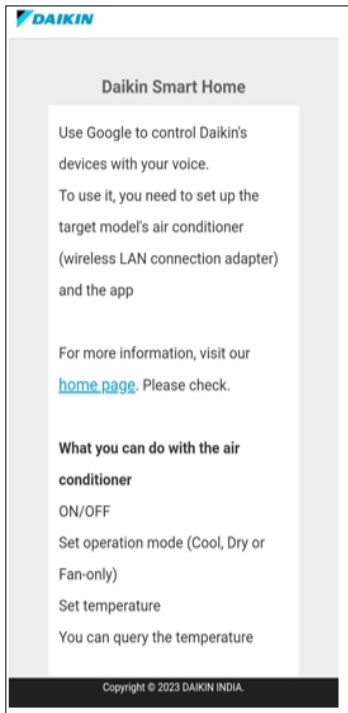 DAIKIN
Daikin Smart Home
Use Google to control Daikin's
devices with your voice.
To use it, you need to set up the
target model's air conditioner
(wireless LAN connection adapter)
and the app
For more information, visit our
home page. Please check.
What you can do with the air
conditioner
ON/OFF
Set operation mode (Cool, Dry or
Fan-only)
Set temperature
You can query the temperature
Copyright © 2023 DAIKIN INDIA.